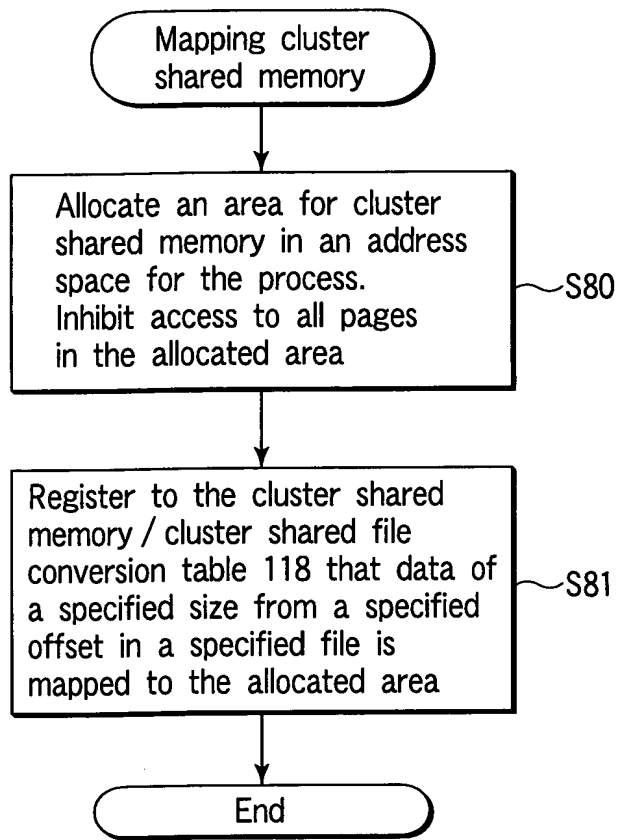 Mapping cluster
shared memory
Allocate an area for cluster
shared memory in an address
space for the process.
Inhibit access to all pages
in the allocated area
S80
Register to the cluster shared
memory / cluster shared file
conversion table 118 that data of
a specified size from a specified
offset in a specified file is
mapped to the allocated area
S81
End